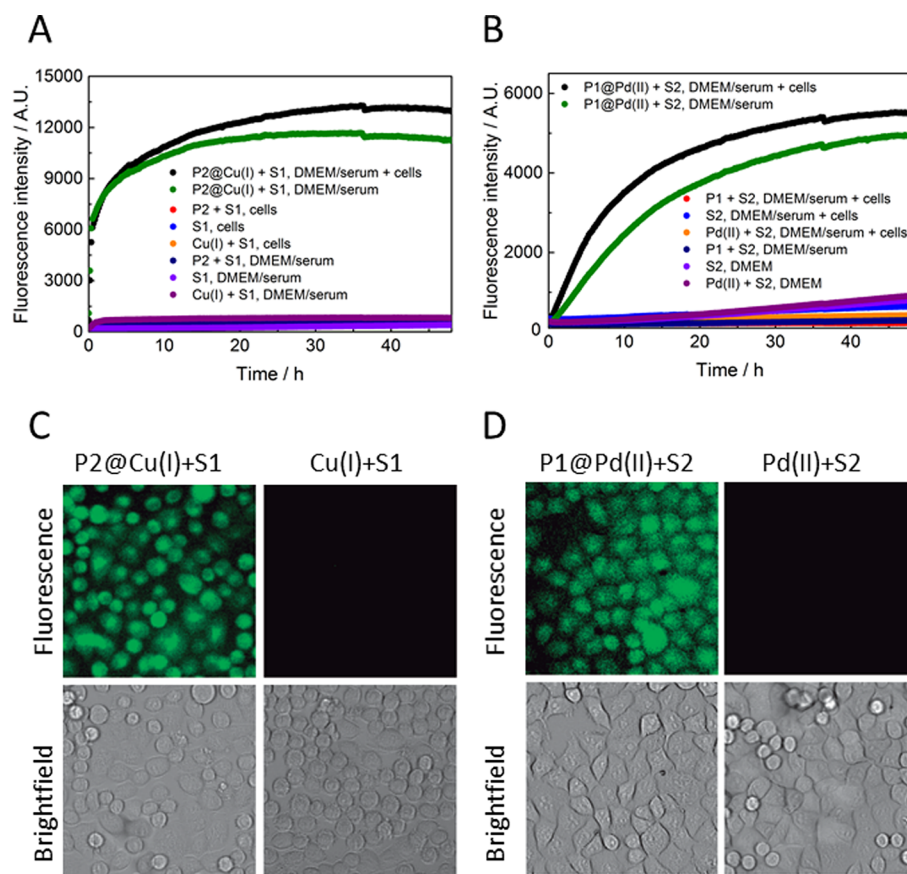 A
Fluorescence intensity / A.U.
15000
12000
9000
6000
3000
0
P2@Cu(I) + S1, DMEM/serum + cells
P2@Cu(I) + S1, DMEM/serum
P2 + S1, cells
S1, cells
Cu(I) + S1, cells
P2 + S1, DMEM/serum
S1, DMEM/serum
Cu(I) + S1, DMEM/serum
0 10 20 30 40
Time / h
B
Fluorescence intensity / A.U.
6000
4000
2000
0
P1@Pd(II) + S2, DMEM/serum + cells
P1@Pd(II) + S2, DMEM/serum
P1 + S2, DMEM/serum + cells
S2, DMEM/serum + cells
Pd(II) + S2, DMEM/serum + cells
P1 + S2, DMEM/serum
S2, DMEM
Pd(II) + S2, DMEM
0 10 20 30 40
Time / h
C
P2@Cu(I)+S1 Cu(I)+S1
Fluorescence
Brightfield
D
P1@Pd(II)+S2 Pd(II)+S2
Fluorescence
Brightfield